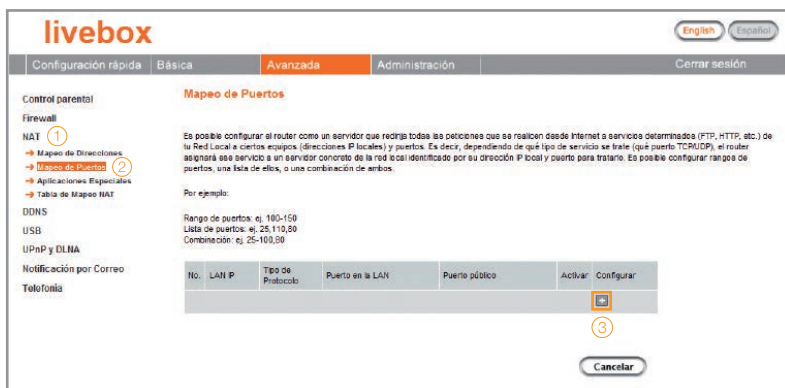 livebox
English Español
Configuración rápida Básica Avanzada Administración Cerrar sesión
Control parental
Firewall
NAT 1
Mapeo de Direcciones
Mapeo de Puertos 2
Aplicaciones Especiales
Tabla de Mapeo NAT
DDNS
USB
UPnP y DLNA
Notificación por Correo
Telefonía
Mapeo de Puertos
Es posible configurar el router como un servidor que redirija todas las peticiones que se realicen desde Internet a servicios determinados (FTP, HTTP, etc.) de
tu Red Local a ciertos equipos (direcciones IP locales) y puertos. Es decir, dependiendo de qué tipo de servicio se trate (qué puerto TCP/UDP), el router
asignará ese servicio a un servidor concreto de la red local identificado por su dirección IP local y puerto para tratarlo. Es posible configurar rangos de
puertos, una lista de ellos, o una combinación de ambos.
Por ejemplo:
Rango de puertos: ej. 100-150
Lista de puertos: ej. 25,110,80
Combinación: ej. 25-100,80
No. LAN IP Tipo de Protocolo Puerto en la LAN Puerto público Activar Configurar
+
3
Cancelar